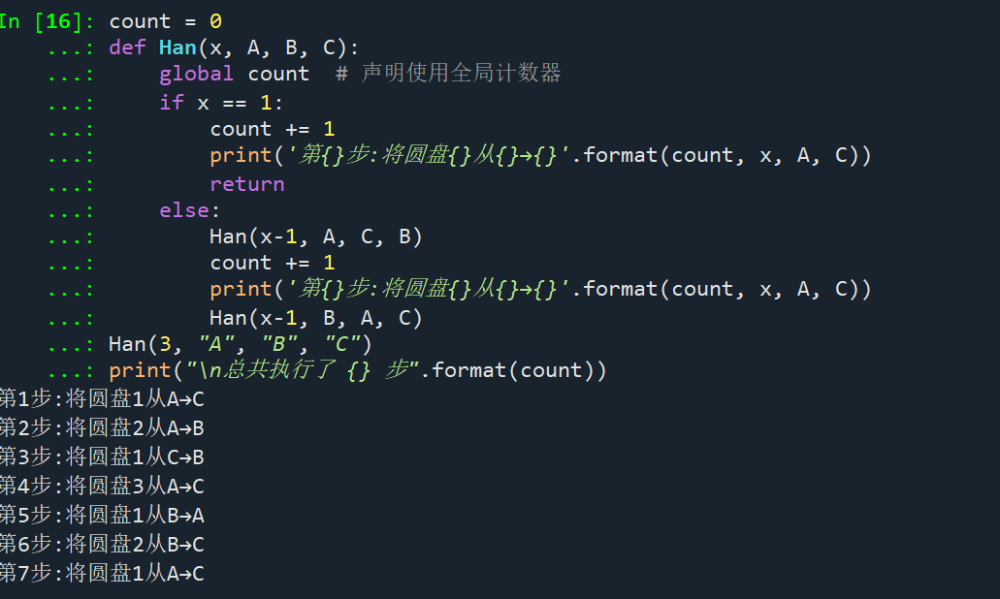 In [16]: count = 0
    ...: def Han(x, A, B, C):
    ...:     global count  # 声明使用全局计数器
    ...:     if x == 1:
    ...:         count += 1
    ...:         print('第{}步:将圆盘{}从{}→{}'.format(count, x, A, C))
    ...:         return
    ...:     else:
    ...:         Han(x-1, A, C, B)
    ...:         count += 1
    ...:         print('第{}步:将圆盘{}从{}→{}'.format(count, x, A, C))
    ...:         Han(x-1, B, A, C)
    ...: Han(3, "A", "B", "C")
    ...: print("\n总共执行了 {} 步".format(count))
第1步:将圆盘1从A→C
第2步:将圆盘2从A→B
第3步:将圆盘1从C→B
第4步:将圆盘3从A→C
第5步:将圆盘1从B→A
第6步:将圆盘2从B→C
第7步:将圆盘1从A→C